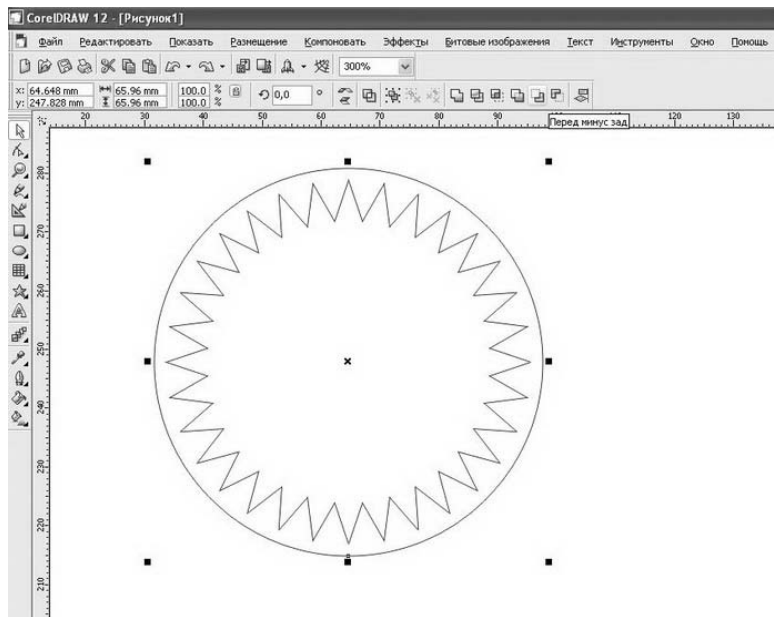 CorelDRAW 12 - [Рисунок1]
Файл Редактировать Показать Размещение Компоновать Эффекты Битовые изображения Текст Инструменты Окно Помощь
300%
x: 64.648 mm 65.96 mm 100.0 % 0,0 °
y: 247.828 mm 65.96 mm 100.0 %
20 30 40 50 60 70 80 90 110 120 130
Перед минус зад
280
270
260
250
240
230
220
210